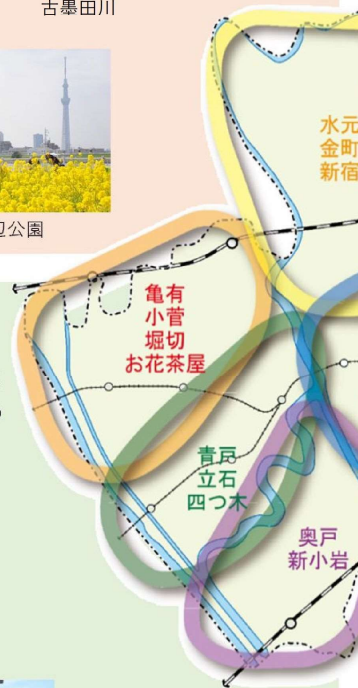 古墨田川
辺公園
水元
金町
新宿
亀有
小菅
堀切
お花茶屋
青戸
立石
四つ木
奥戸
新小岩